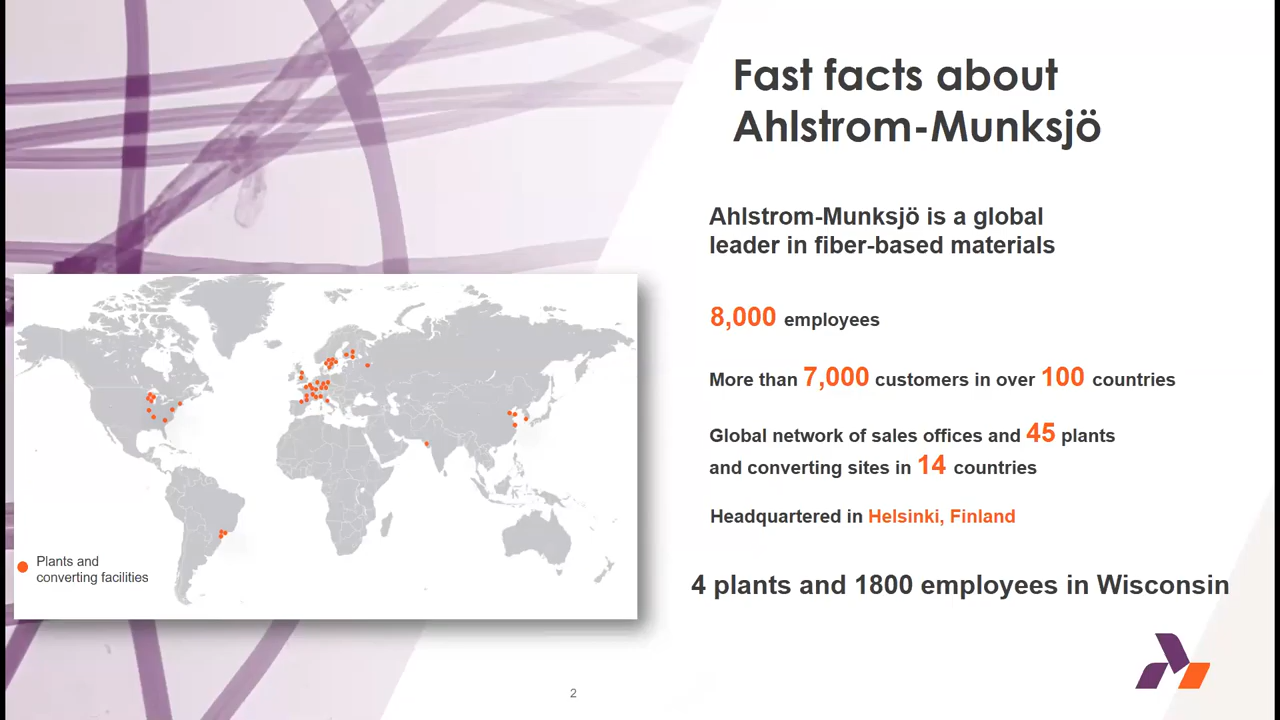 Fast facts about
Ahlstrom-Munksjö
Ahlstrom-Munksjö is a global
leader in fiber-based materials
8,000 employees
More than 7,000 customers in over 100 countries
Global network of sales offices and 45 plants
and converting sites in 14 countries
Headquartered in Helsinki, Finland
4 plants and 1800 employees in Wisconsin
Plants and
converting facilities
2